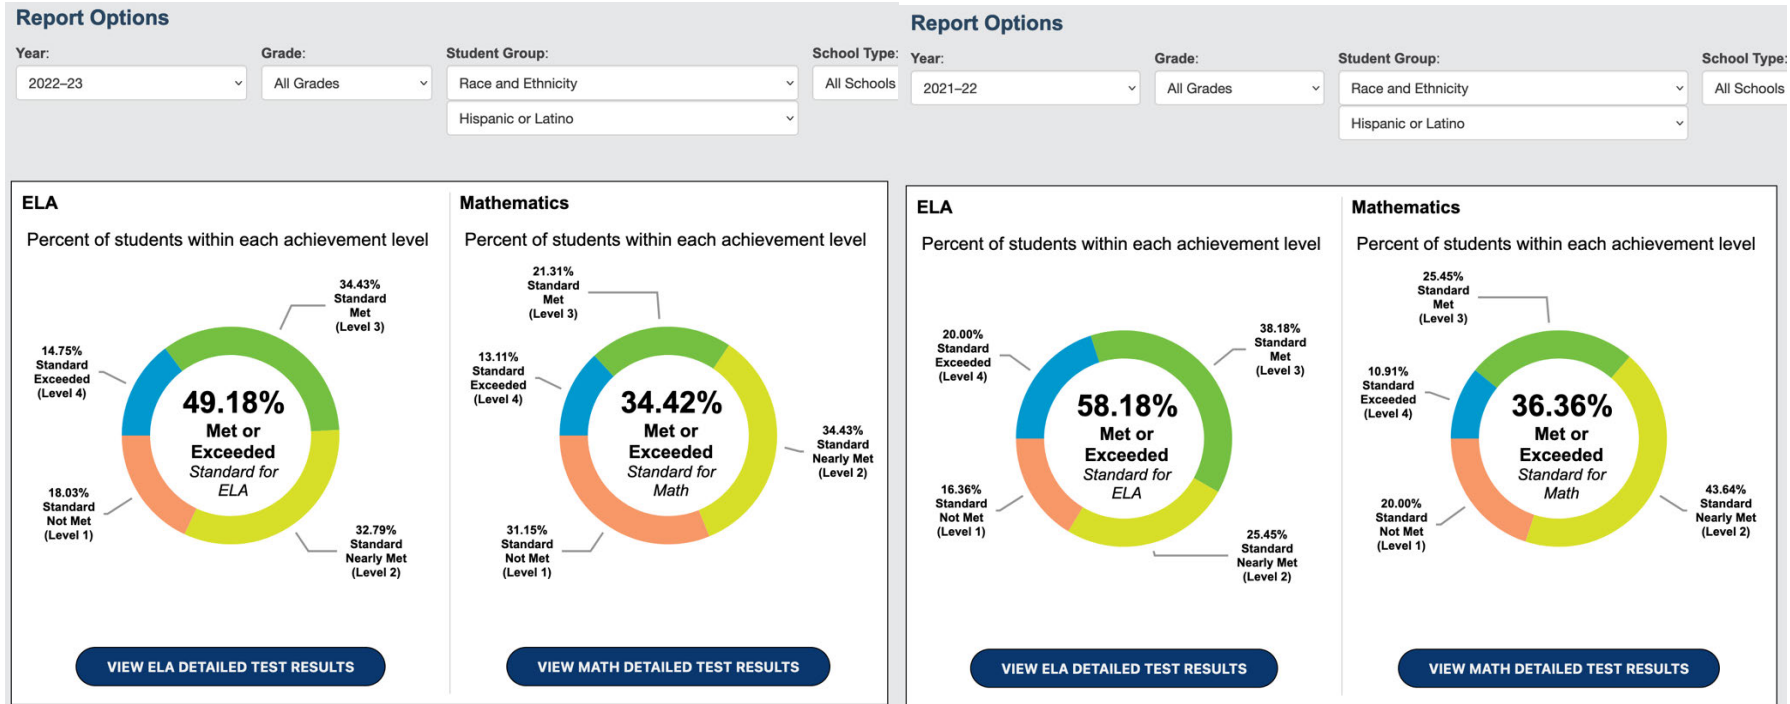 Report Options
Year:
Grade:
Student Group:
School Type:
2022–23
All Grades
Race and Ethnicity
All Schools
Hispanic or Latino
ELA
Percent of students within each achievement level
34.43%
Standard
Met
(Level 3)
14.75%
Standard
Exceeded
(Level 4)
49.18%
Met or
Exceeded
Standard for
ELA
18.03%
Standard
Not Met
(Level 1)
32.79%
Standard
Nearly Met
(Level 2)
VIEW ELA DETAILED TEST RESULTS
Mathematics
Percent of students within each achievement level
21.31%
Standard
Met
(Level 3)
13.11%
Standard
Exceeded
(Level 4)
34.42%
Met or
Exceeded
Standard for
Math
34.43%
Standard
Nearly Met
(Level 2)
31.15%
Standard
Not Met
(Level 1)
VIEW MATH DETAILED TEST RESULTS
Report Options
Year:
Grade:
Student Group:
School Type:
2021–22
All Grades
Race and Ethnicity
All Schools
Hispanic or Latino
ELA
Percent of students within each achievement level
20.00%
Standard
Exceeded
(Level 4)
38.18%
Standard
Met
(Level 3)
58.18%
Met or
Exceeded
Standard for
ELA
16.36%
Standard
Not Met
(Level 1)
25.45%
Standard
Nearly Met
(Level 2)
VIEW ELA DETAILED TEST RESULTS
Mathematics
Percent of students within each achievement level
25.45%
Standard
Met
(Level 3)
10.91%
Standard
Exceeded
(Level 4)
36.36%
Met or
Exceeded
Standard for
Math
20.00%
Standard
Not Met
(Level 1)
43.64%
Standard
Nearly Met
(Level 2)
VIEW MATH DETAILED TEST RESULTS